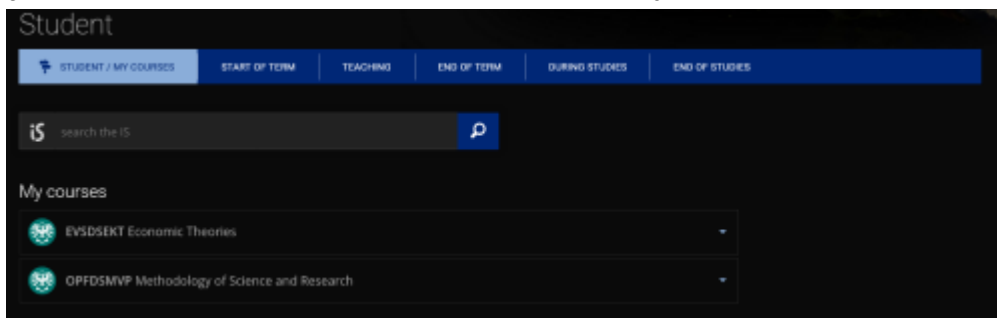 Student
STUDENT / MY COURSES START OF TERM TEACHING END OF TERM DURING STUDIES END OF STUDIES
iS search the IS
My courses
EVSDSEKT Economic Theories
OPFDSMVP Methodology of Science and Research